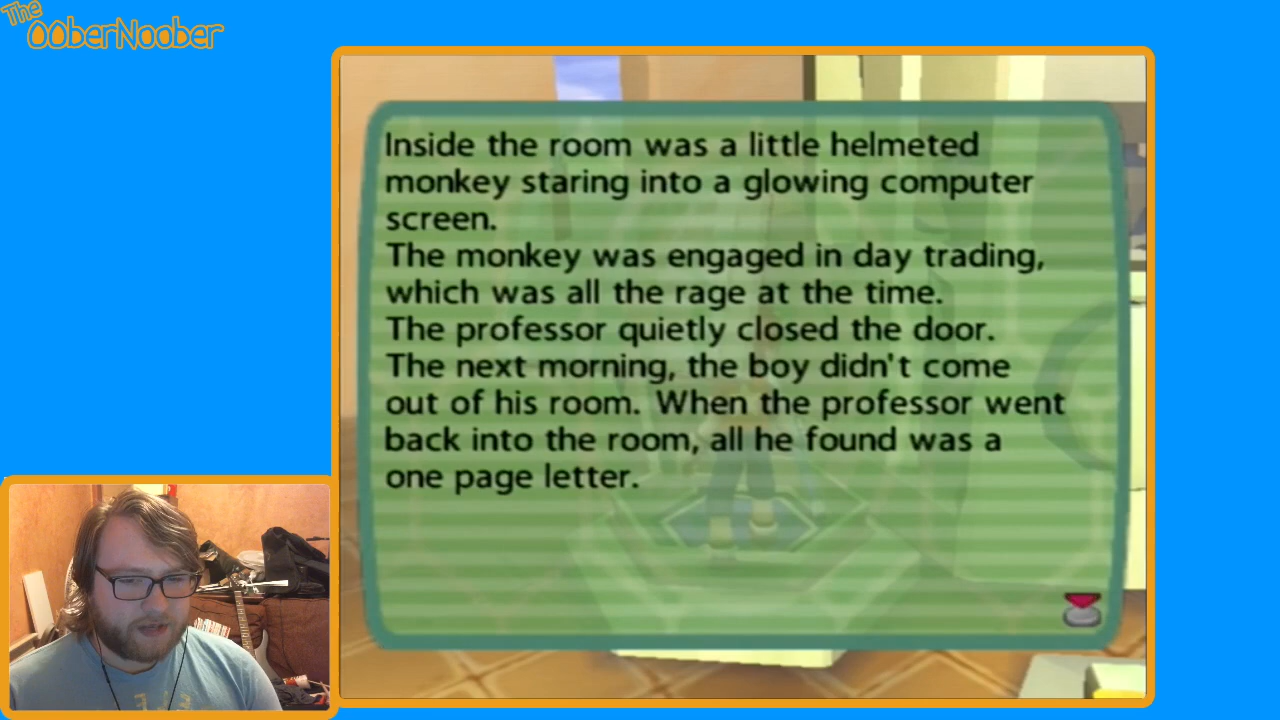 The
OOberNoober
Inside the room was a little helmeted
monkey staring into a glowing computer
screen.
The monkey was engaged in day trading,
which was all the rage at the time.
The professor quietly closed the door.
The next morning, the boy didn't come
out of his room. When the professor went
back into the room, all he found was a
one page letter.